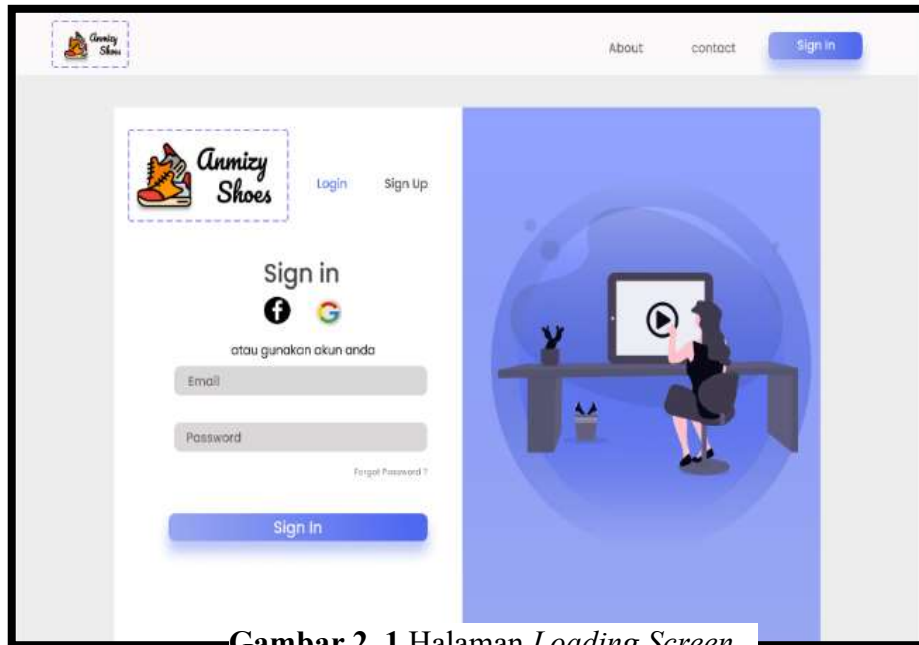 Anmizy
Shoes
About contact Sign in
Anmizy
Shoes
Login Sign Up
Sign in
atau gunakan akun anda
Email
Password
Forgot Password ?
Sign In
Gambar 2. 1 Halaman Loading Screen